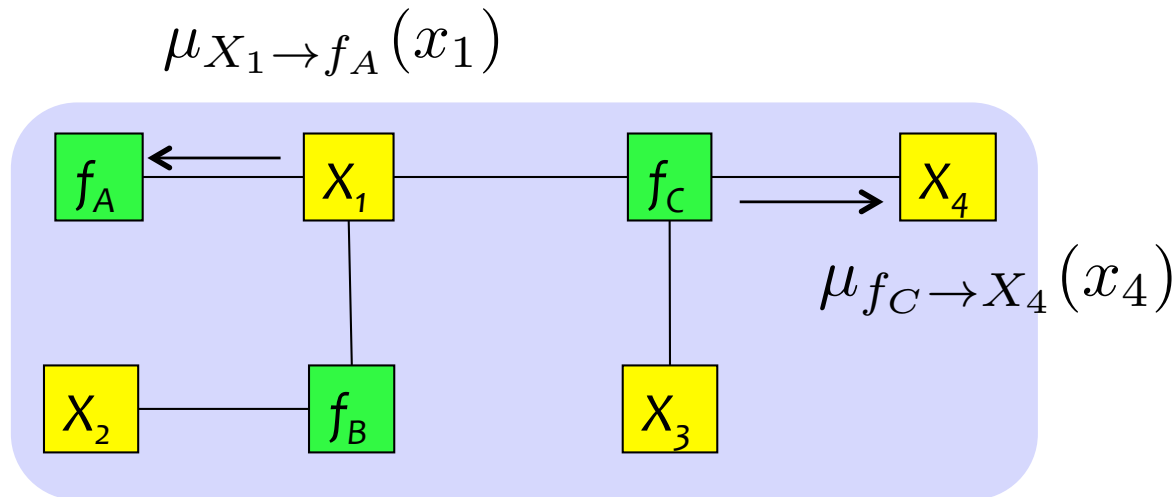 μ_{X_1→f_A}(x_1)
f_A X_1 f_C X_4
μ_{f_C→X_4}(x_4)
X_2 f_B X_3